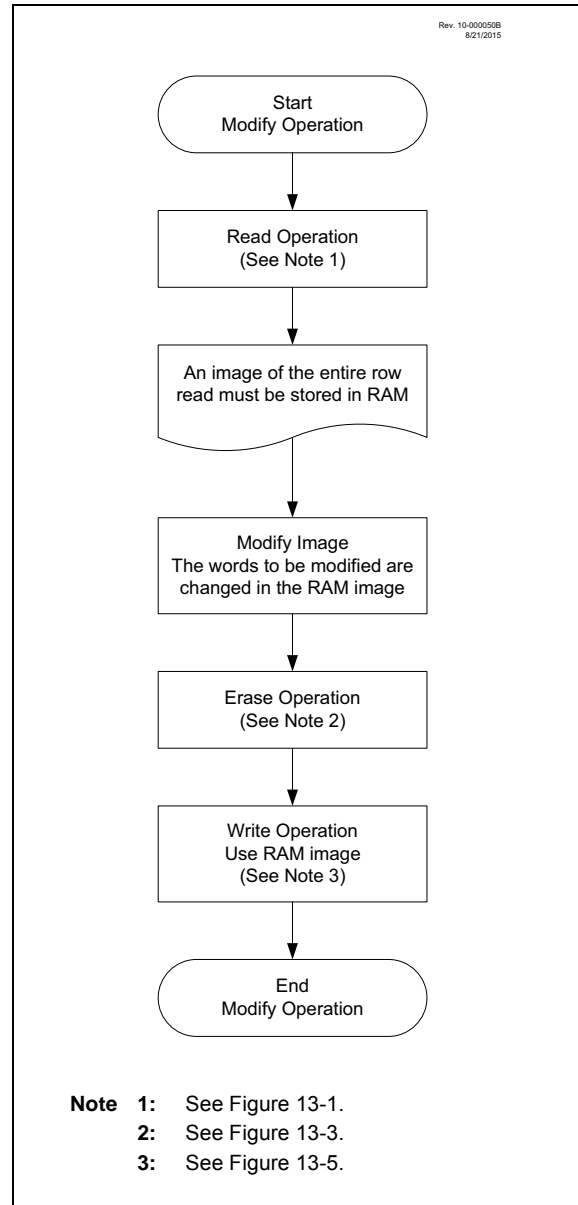 Rev. 10-000050B
8/21/2015
Start
Modify Operation
Read Operation
(See Note 1)
An image of the entire row
read must be stored in RAM
Modify Image
The words to be modified are
changed in the RAM image
Erase Operation
(See Note 2)
Write Operation
Use RAM image
(See Note 3)
End
Modify Operation
Note 1: See Figure 13-1.
2: See Figure 13-3.
3: See Figure 13-5.